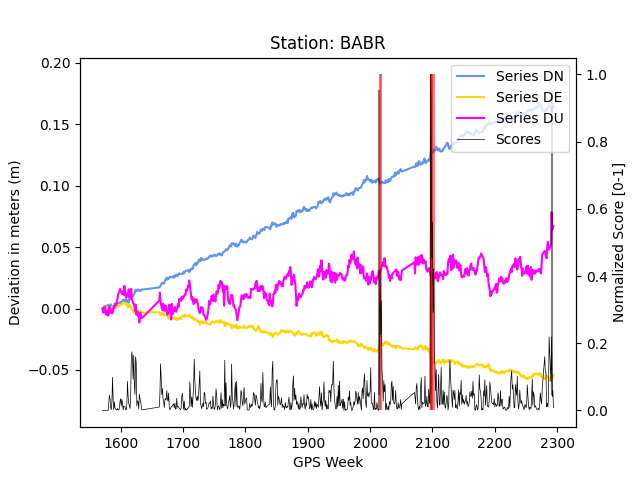 Station: BABR
0.20
0.15
0.10
0.05
0.00
−0.05
Deviation in meters (m)
1.0
0.8
0.6
0.4
0.2
0.0
Normalized Score [0-1]
Series DN
Series DE
Series DU
Scores
1600 1700 1800 1900 2000 2100 2200 2300
GPS Week